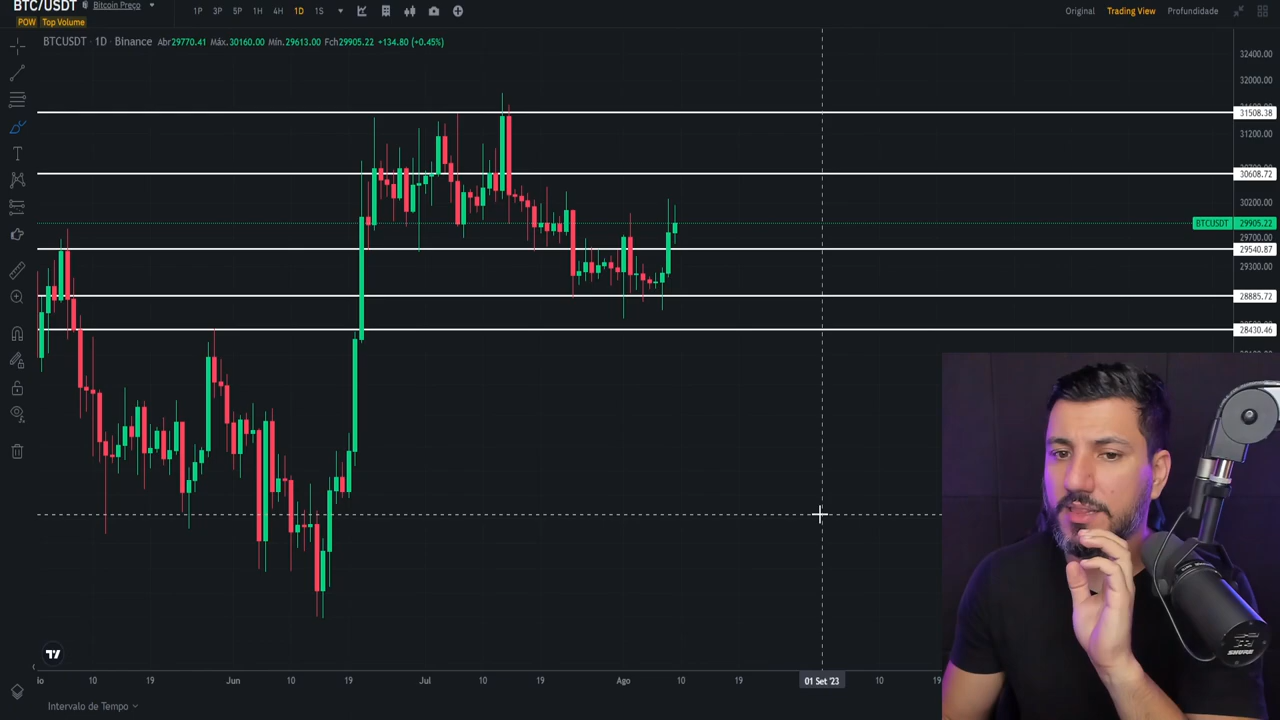 BTC/USDT Bitcoin Preço
POW Top Volume
1P 3P 5P 1H 4H 1D 1S
Original Trading View Profundidade
BTCUSDT · 1D · Binance Abr29770.41 Máx.30160.00 Mín.29613.00 Fch29905.22 +134.80 (+0.45%)
32400.00
32000.00
31508.38
31200.00
30608.72
30200.00
BTCUSDT 29905.22
29700.00
29540.87
29300.00
28885.72
28430.46
10 19 Jun 10 19 Jul 10 19 Ago 10 19 01 Set '23 10 19
Intervalo de Tempo
SHURE